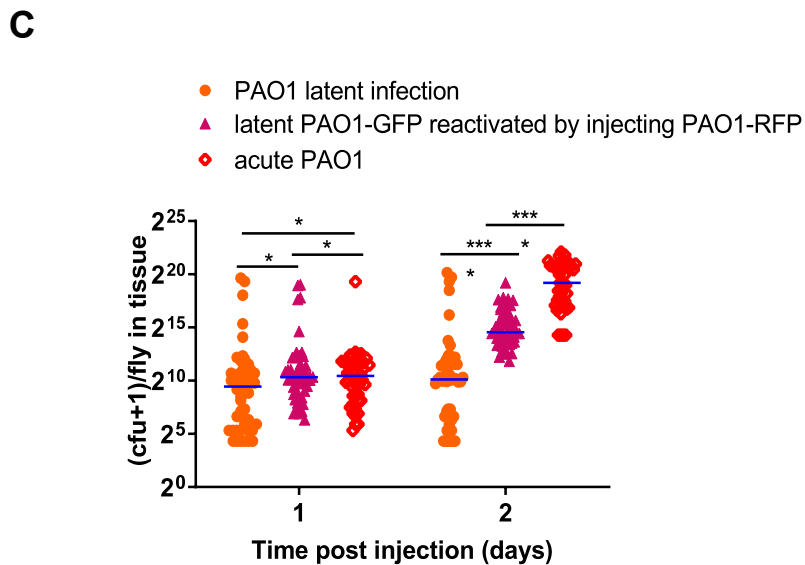 C
PAO1 latent infection
latent PAO1-GFP reactivated by injecting PAO1-RFP
acute PAO1
(cfu+1)/fly in tissue
2^25
2^20
2^15
2^10
2^5
2^0
*
*
*
***
***
*
*
1
2
Time post injection (days)